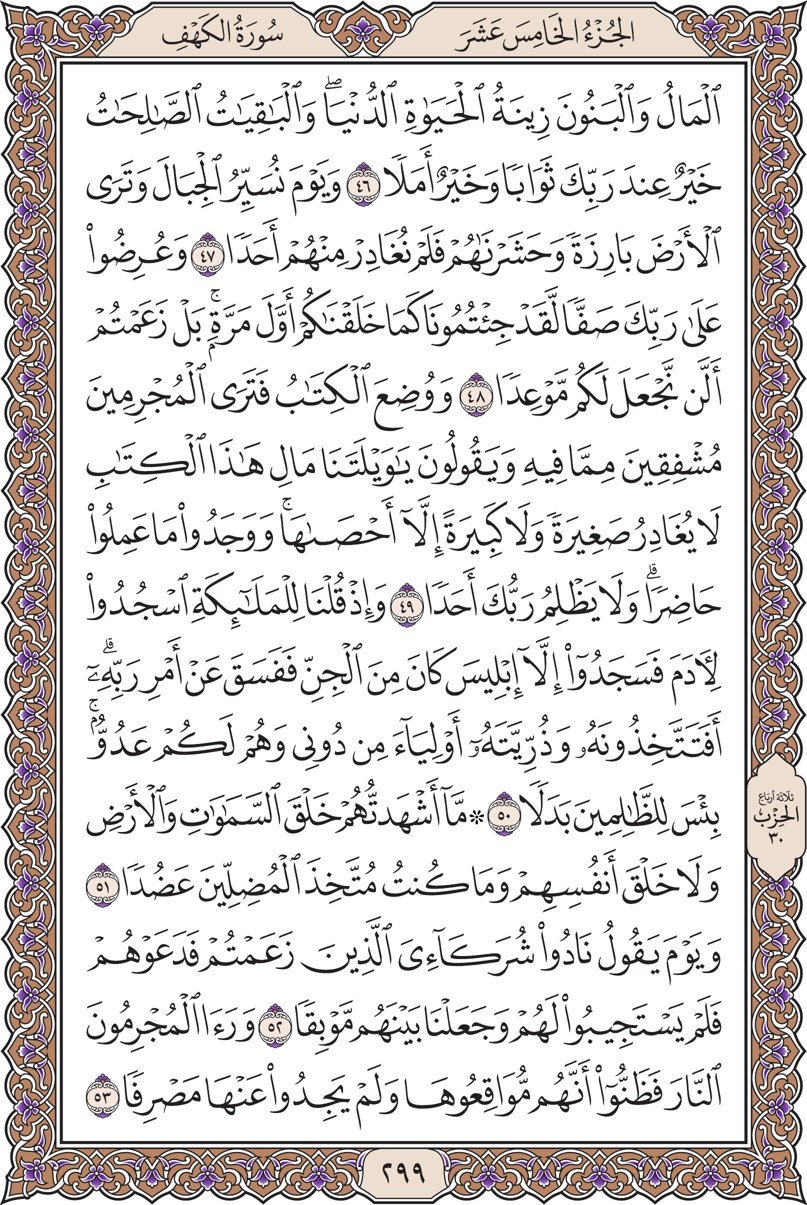 الجُزْءُ الخَامِسَ عَشَرَ
سُورَةُ الكَهْفِ
ٱلْمَالُ وَٱلْبَنُونَ زِينَةُ ٱلْحَيَوٰةِ ٱلدُّنْيَاۖ وَٱلْبَٰقِيَٰتُ ٱلصَّٰلِحَٰتُ
خَيْرٌ عِندَ رَبِّكَ ثَوَابٗا وَخَيْرٌ أَمَلٗا ٤٦ وَيَوْمَ نُسَيِّرُ ٱلْجِبَالَ وَتَرَى
ٱلْأَرْضَ بَارِزَةٗ وَحَشَرْنَٰهُمْ فَلَمْ نُغَادِرْ مِنْهُمْ أَحَدٗا ٤٧ وَعُرِضُوا۟
عَلَىٰ رَبِّكَ صَفّٗا لَّقَدْ جِئْتُمُونَا كَمَا خَلَقْنَٰكُمْ أَوَّلَ مَرَّةِۭۚ بَلْ زَعَمْتُمْ
أَلَّن نَّجْعَلَ لَكُم مَّوْعِدٗا ٤٨ وَوُضِعَ ٱلْكِتَٰبُ فَتَرَى ٱلْمُجْرِمِينَ
مُشْفِقِينَ مِمَّا فِيهِ وَيَقُولُونَ يَٰوَيْلَتَنَا مَالِ هَٰذَا ٱلْكِتَٰبِ
لَا يُغَادِرُ صَغِيرَةٗ وَلَا كَبِيرَةً إِلَّآ أَحْصَىٰهَاۚ وَوَجَدُوا۟ مَا عَمِلُوا۟
حَاضِرٗاۗ وَلَا يَظْلِمُ رَبُّكَ أَحَدٗا ٤٩ وَإِذْ قُلْنَا لِلْمَلَٰٓئِكَةِ ٱسْجُدُوا۟
لِأٓدَمَ فَسَجَدُوٓا۟ إِلَّآ إِبْلِيسَ كَانَ مِنَ ٱلْجِنِّ فَفَسَقَ عَنْ أَمْرِ رَبِّهِۦٓۗ
أَفَتَتَّخِذُونَهُۥ وَذُرِّيَّتَهُۥٓ أَوْلِيَآءَ مِن دُونِى وَهُمْ لَكُمْ عَدُوُّۢۚ
بِئْسَ لِلظَّٰلِمِينَ بَدَلٗا ٥٠ ۞ مَّآ أَشْهَدتُّهُمْ خَلْقَ ٱلسَّمَٰوَٰتِ وَٱلْأَرْضِ
وَلَا خَلْقَ أَنفُسِهِمْ وَمَا كُنتُ مُتَّخِذَ ٱلْمُضِلِّينَ عَضُدٗا ٥١
وَيَوْمَ يَقُولُ نَادُوا۟ شُرَكَآءِىَ ٱلَّذِينَ زَعَمْتُمْ فَدَعَوْهُمْ
فَلَمْ يَسْتَجِيبُوا۟ لَهُمْ وَجَعَلْنَا بَيْنَهُم مَّوْبِقٗا ٥٢ وَرَءَا ٱلْمُجْرِمُونَ
ٱلنَّارَ فَظَنُّوٓا۟ أَنَّهُم مُّوَاقِعُوهَا وَلَمْ يَجِدُوا۟ عَنْهَا مَصْرِفٗا ٥٣
ثلاثة أرباع
الحِزْب
٣٠
٢٩٩